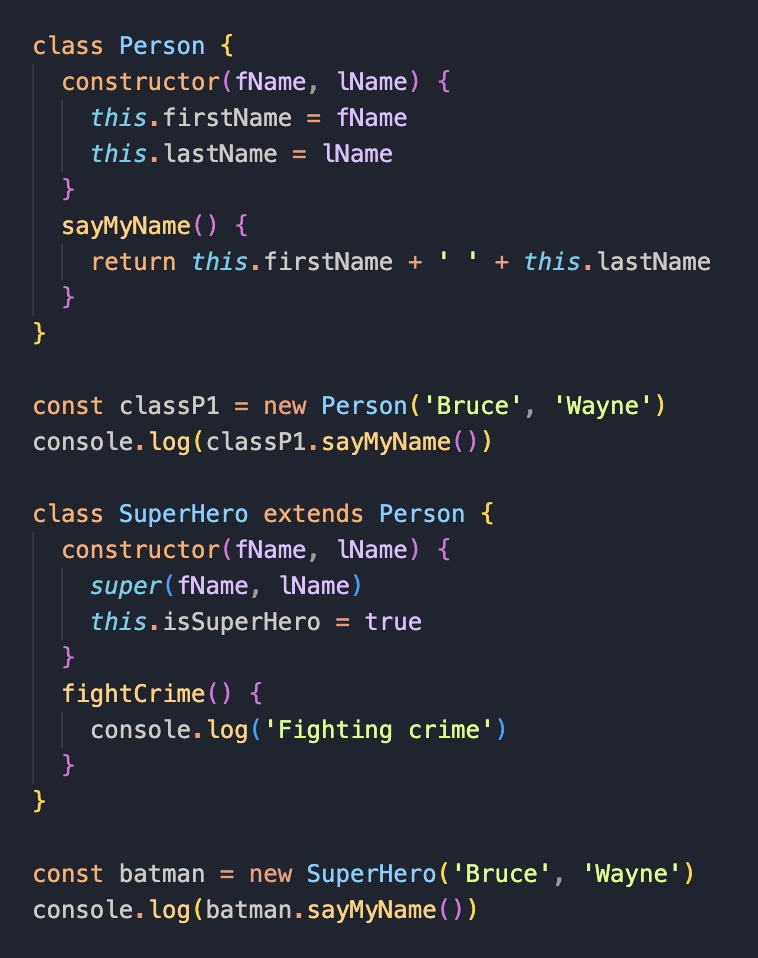 class Person {
  constructor(fName, lName) {
    this.firstName = fName
    this.lastName = lName
  }
  sayMyName() {
    return this.firstName + ' ' + this.lastName
  }
}

const classP1 = new Person('Bruce', 'Wayne')
console.log(classP1.sayMyName())

class SuperHero extends Person {
  constructor(fName, lName) {
    super(fName, lName)
    this.isSuperHero = true
  }
  fightCrime() {
    console.log('Fighting crime')
  }
}

const batman = new SuperHero('Bruce', 'Wayne')
console.log(batman.sayMyName())